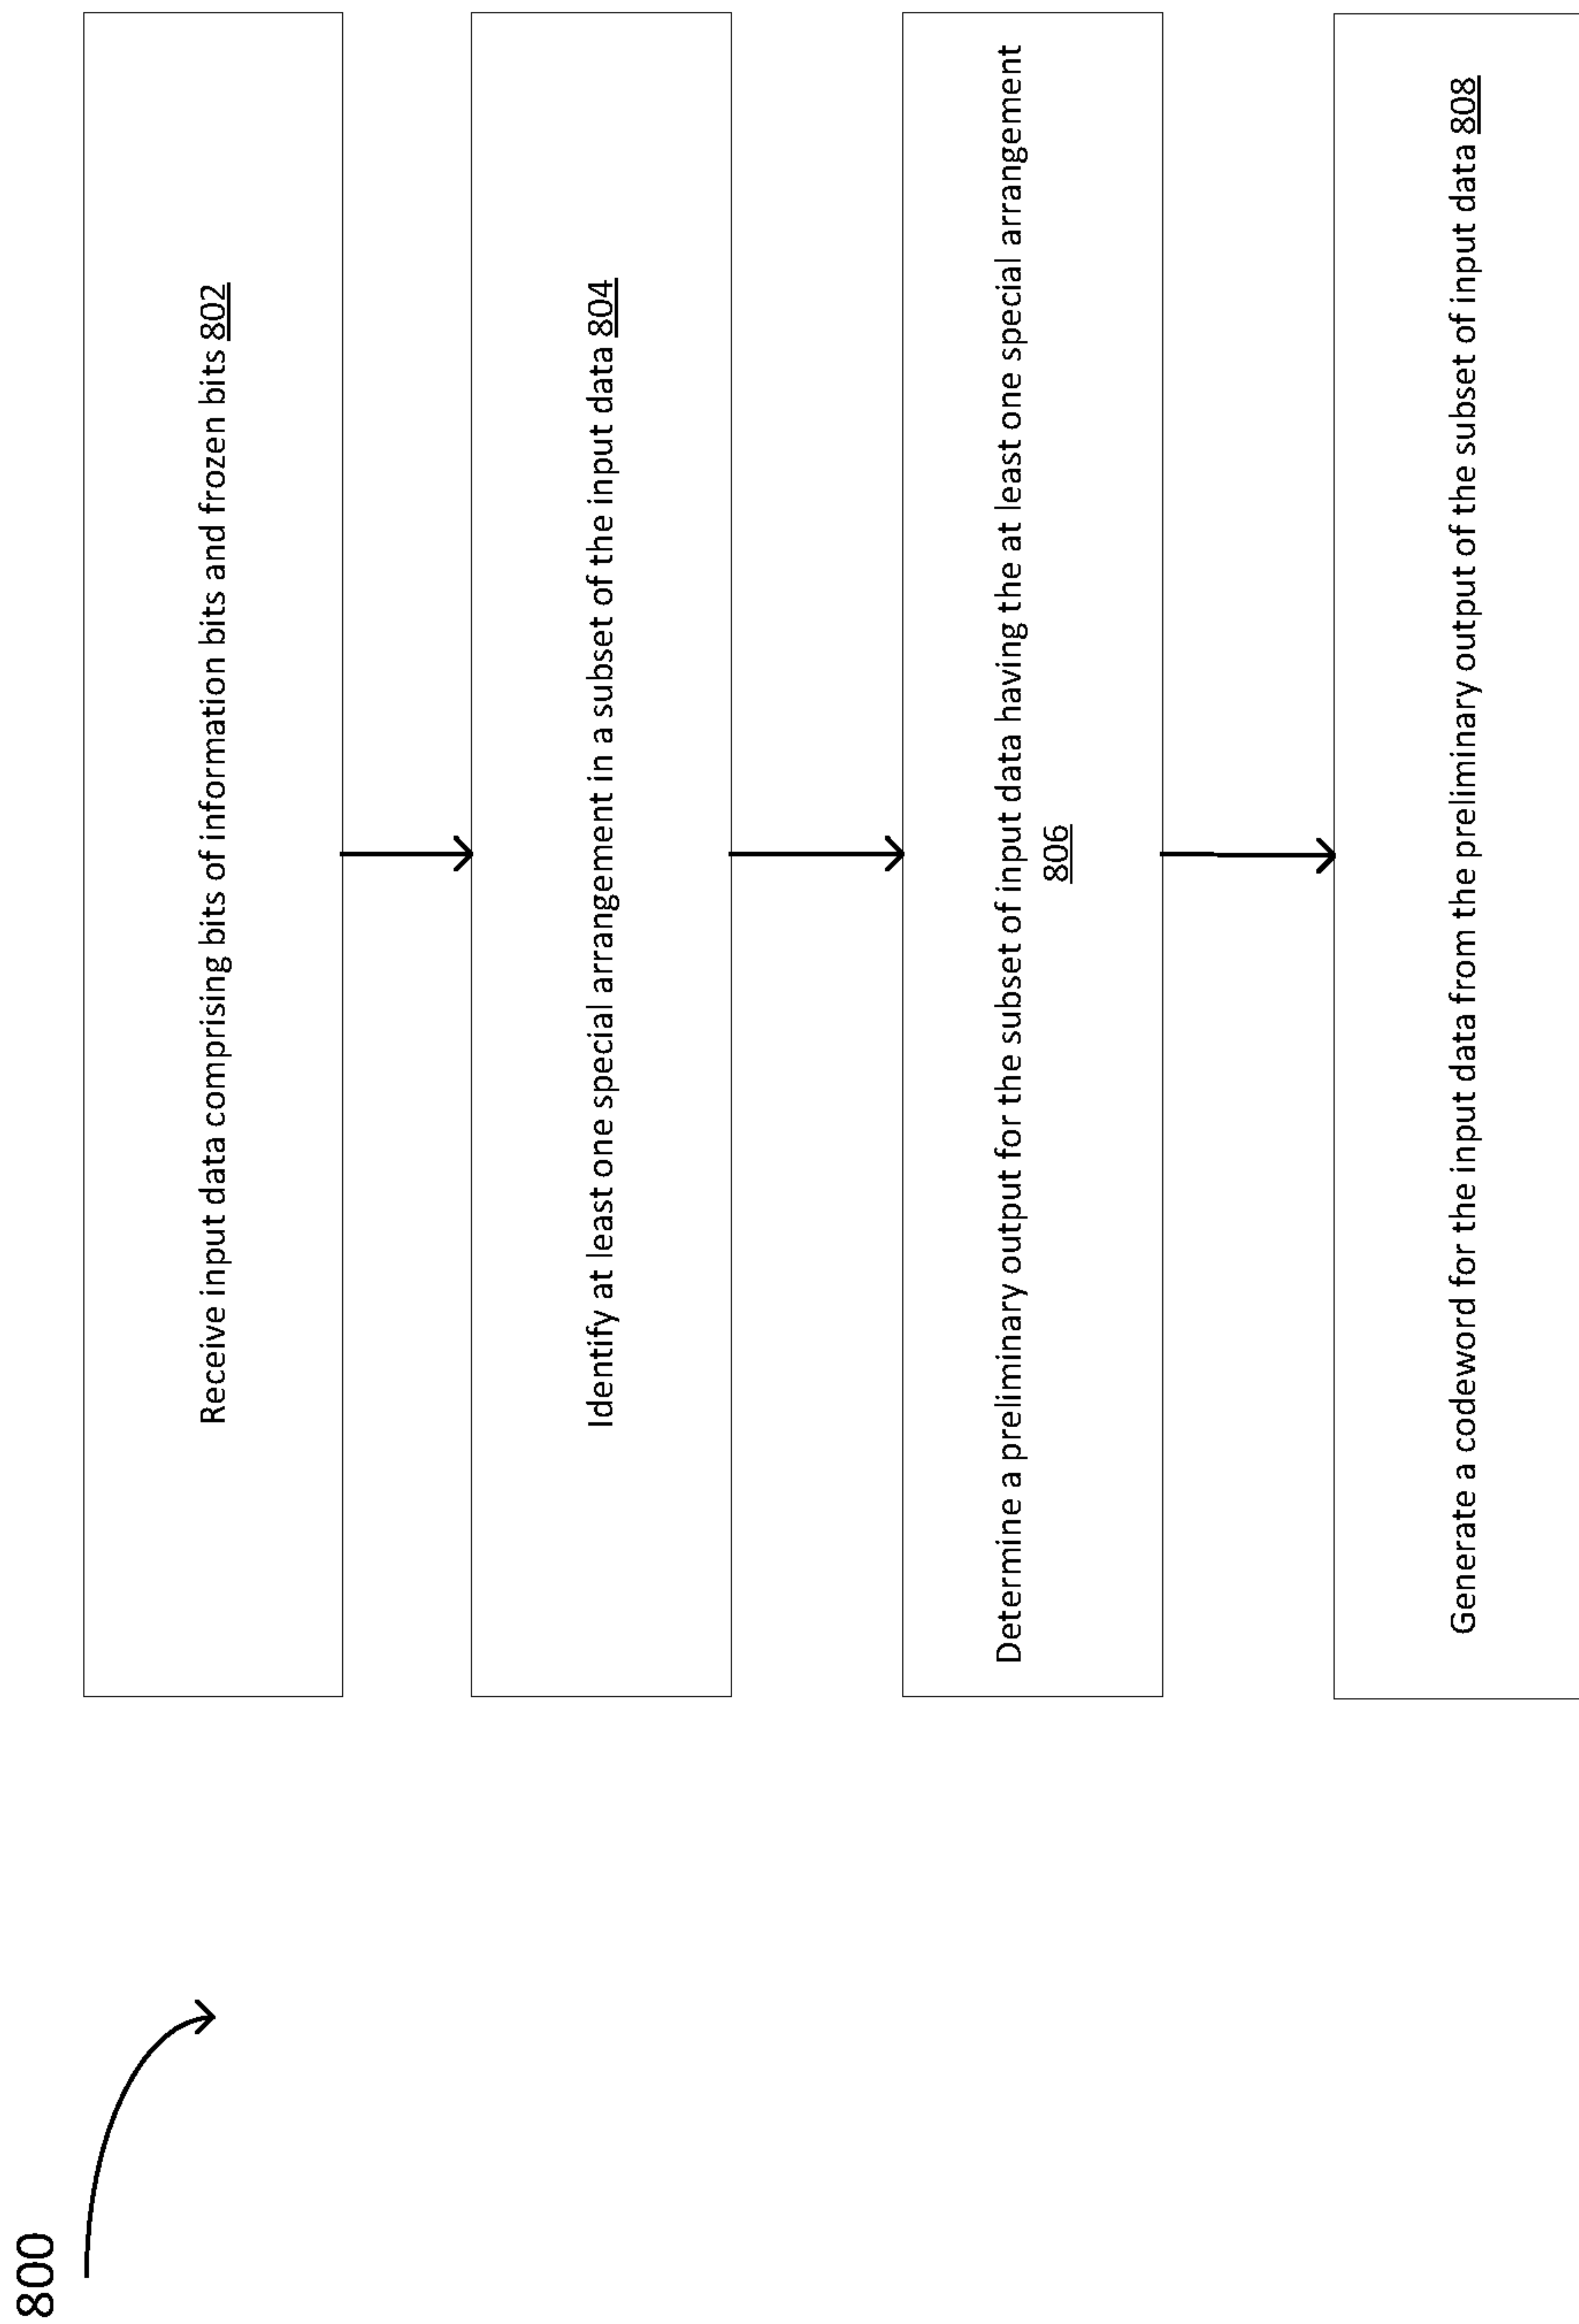 800
Receive input data comprising bits of information bits and frozen bits 802
Identify at least one special arrangement in a subset of the input data 804
Determine a preliminary output for the subset of input data having the at least one special arrangement
806
Generate a codeword for the input data from the preliminary output of the subset of input data 808